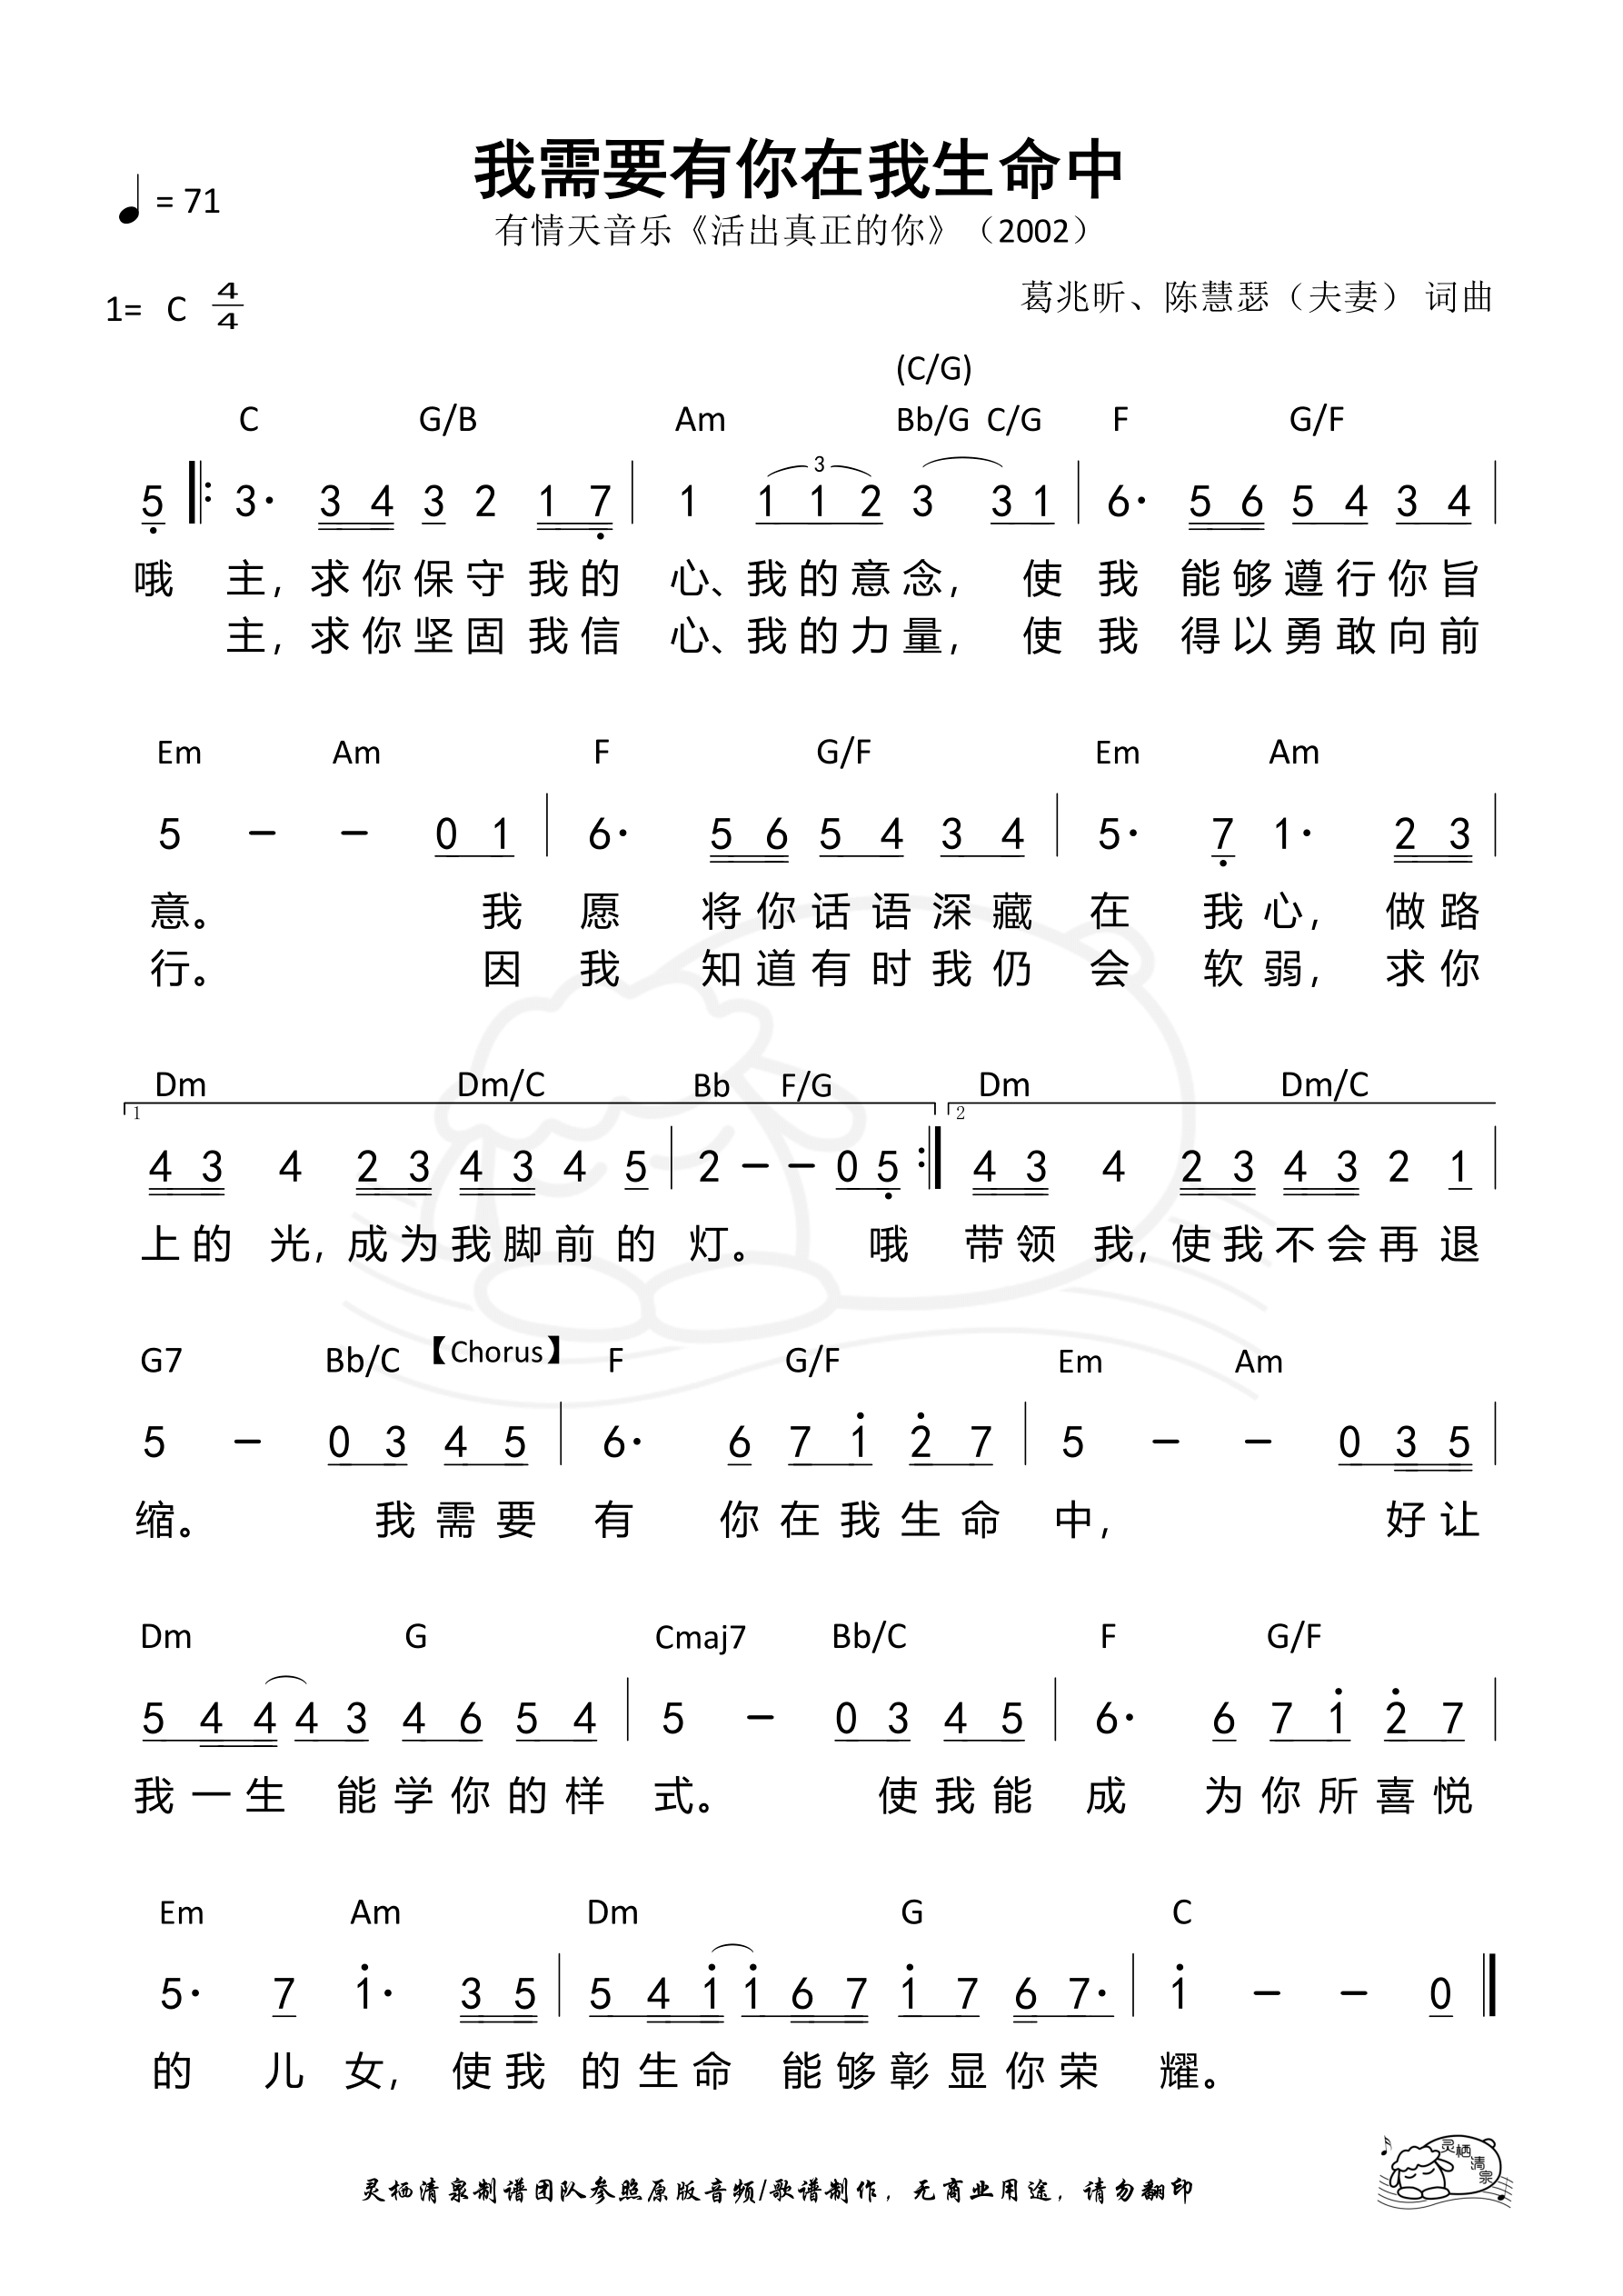 我需要有你在我生命中
♩ = 71
有情天音乐《活出真正的你》（2002）
1= C 4/4
葛兆昕、陈慧瑟（夫妻） 词曲
(C/G)
C G/B Am Bb/G C/G F G/F
5 3· 3 4 3 2 1 7 1 1 1 2 3 3 1 6· 5 6 5 4 3 4
3
哦 主，求你保守 我的 心、我的意念， 使 我 能够遵行你旨
主，求你坚固 我信 心、我的力量， 使 我 得以勇敢向前
Em Am F G/F Em Am
5 – – 0 1 6· 5 6 5 4 3 4 5· 7 1· 2 3
意。 我 愿 将你话语深藏 在 我心， 做路
行。 因 我 知道有时我仍 会 软弱， 求你
Dm Dm/C Bb F/G Dm Dm/C
1 2
4 3 4 2 3 4 3 4 5 2 – – 0 5 4 3 4 2 3 4 3 2 1
上的 光，成为我脚前的 灯。 哦 带领 我，使我不会再退
G7 Bb/C 【Chorus】 F G/F Em Am
5 – 0 3 4 5 6· 6 7 1 2 7 5 – – 0 3 5
缩。 我需要 有 你在我生命 中， 好让
Dm G Cmaj7 Bb/C F G/F
5 4 4 4 3 4 6 5 4 5 – 0 3 4 5 6· 6 7 1 2 7
我一生 能学你的样 式。 使我能 成 为你所喜悦
Em Am Dm G C
5· 7 1· 3 5 5 4 1 1 6 7 1 7 6 7· 1 – – 0
的 儿 女， 使我 的生命 能够彰显你荣 耀。
灵栖清泉制谱团队参照原版音频/歌谱制作，无商业用途，请勿翻印
灵栖清泉